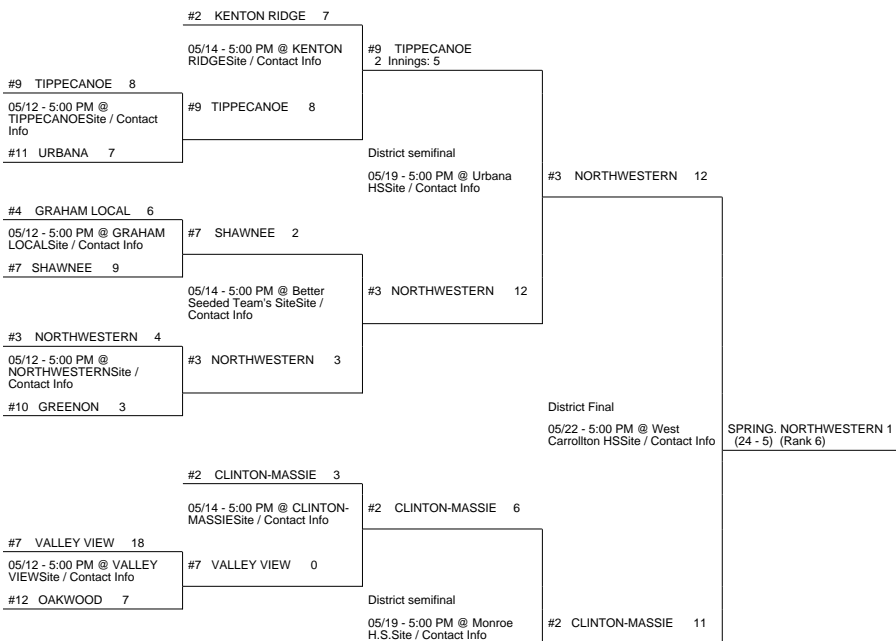 #2 KENTON RIDGE 7
05/14 - 5:00 PM @ KENTON
RIDGESite / Contact Info
#9 TIPPECANOE
2 Innings: 5
#9 TIPPECANOE 8
05/12 - 5:00 PM @
TIPPECANOESite / Contact
Info
#9 TIPPECANOE 8
#11 URBANA 7
District semifinal
05/19 - 5:00 PM @ Urbana
HSSite / Contact Info
#3 NORTHWESTERN 12
#4 GRAHAM LOCAL 6
05/12 - 5:00 PM @ GRAHAM
LOCALSite / Contact Info
#7 SHAWNEE 2
#7 SHAWNEE 9
05/14 - 5:00 PM @ Better
Seeded Team's SiteSite /
Contact Info
#3 NORTHWESTERN 12
#3 NORTHWESTERN 4
05/12 - 5:00 PM @
NORTHWESTERNSite /
Contact Info
#3 NORTHWESTERN 3
#10 GREENON 3
District Final
05/22 - 5:00 PM @ West
Carrollton HSSite / Contact Info
SPRING. NORTHWESTERN 1
(24 - 5) (Rank 6)
#2 CLINTON-MASSIE 3
05/14 - 5:00 PM @ CLINTON-
MASSIESite / Contact Info
#2 CLINTON-MASSIE 6
#7 VALLEY VIEW 18
05/12 - 5:00 PM @ VALLEY
VIEWSite / Contact Info
#7 VALLEY VIEW 0
#12 OAKWOOD 7
District semifinal
05/19 - 5:00 PM @ Monroe
H.S.Site / Contact Info
#2 CLINTON-MASSIE 11